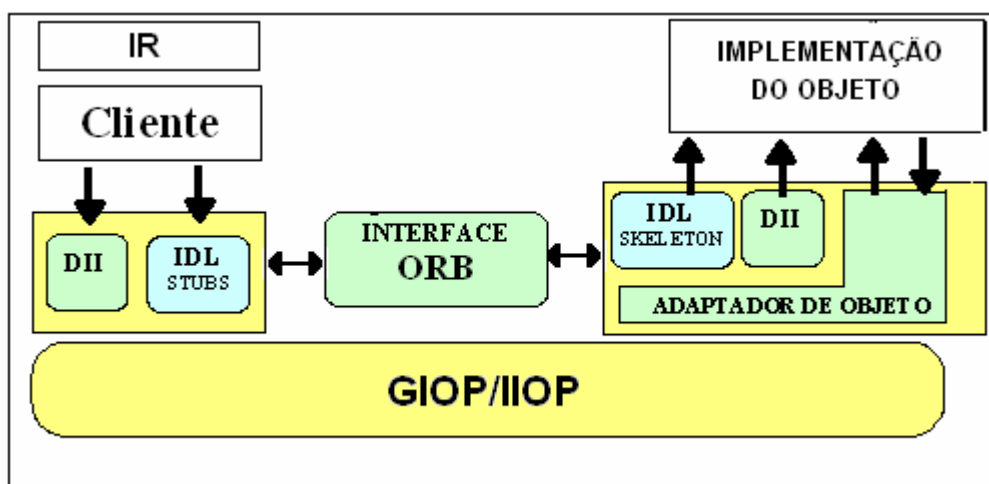 IR
Cliente
IMPLEMENTAÇÃO
DO OBJETO
DII
IDL
STUBS
INTERFACE
ORB
IDL
SKELETON
DII
ADAPTADOR DE OBJETO
GIOP/IIOP